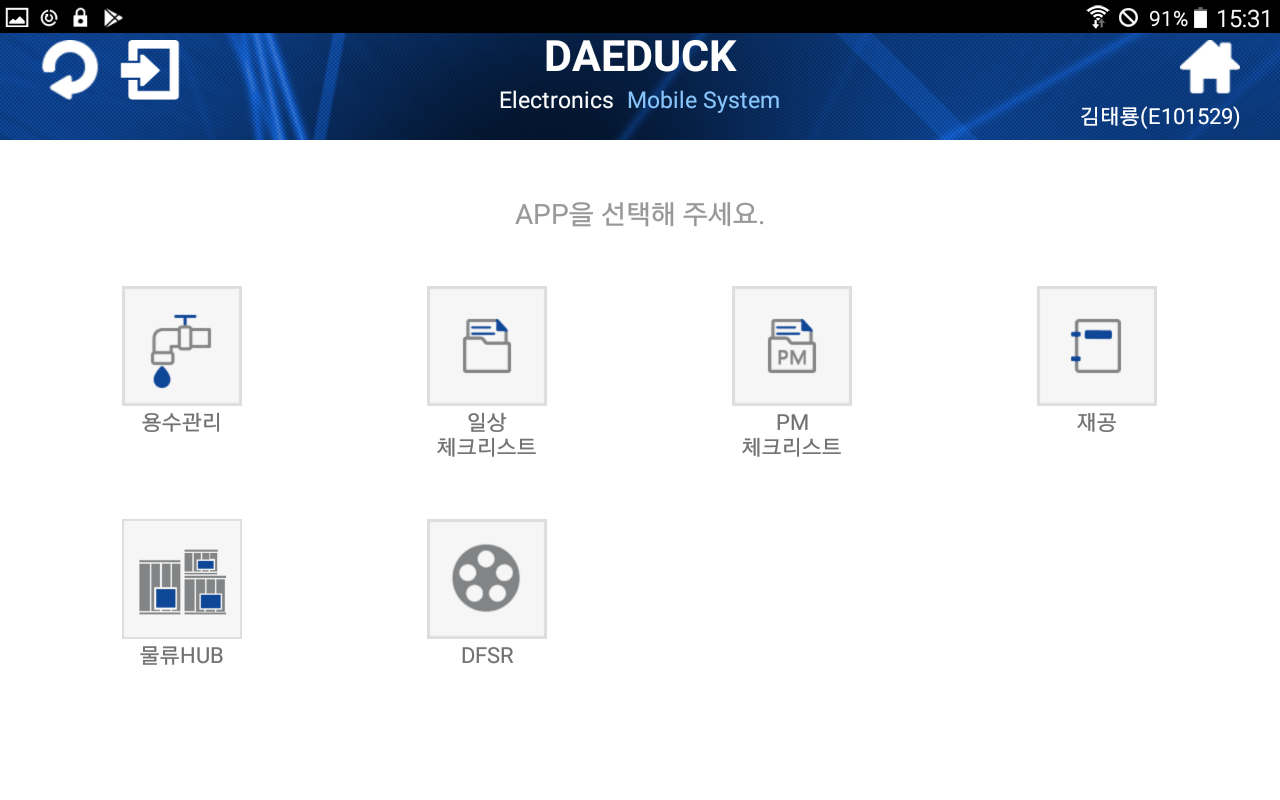 91% 15:31
DAEDUCK
Electronics Mobile System
김태룡(E101529)
APP을 선택해 주세요.
용수관리
일상
체크리스트
PM
PM
체크리스트
재공
물류HUB
DFSR